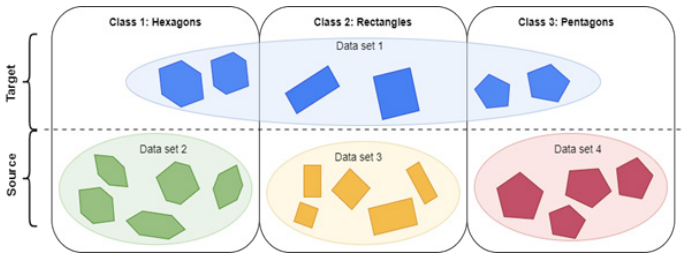 Class 1: Hexagons
Class 2: Rectangles
Class 3: Pentagons
Target
Data set 1
Source
Data set 2
Data set 3
Data set 4